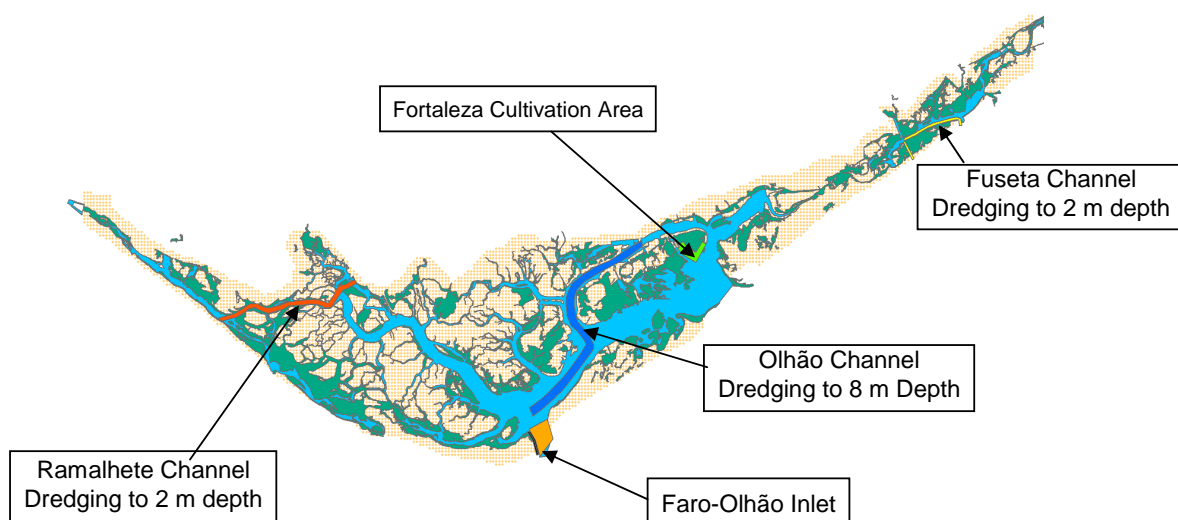 Fortaleza Cultivation Area
Fuseta Channel
Dredging to 2 m depth
Olhão Channel
Dredging to 8 m Depth
Ramalhete Channel
Dredging to 2 m depth
Faro-Olhão Inlet